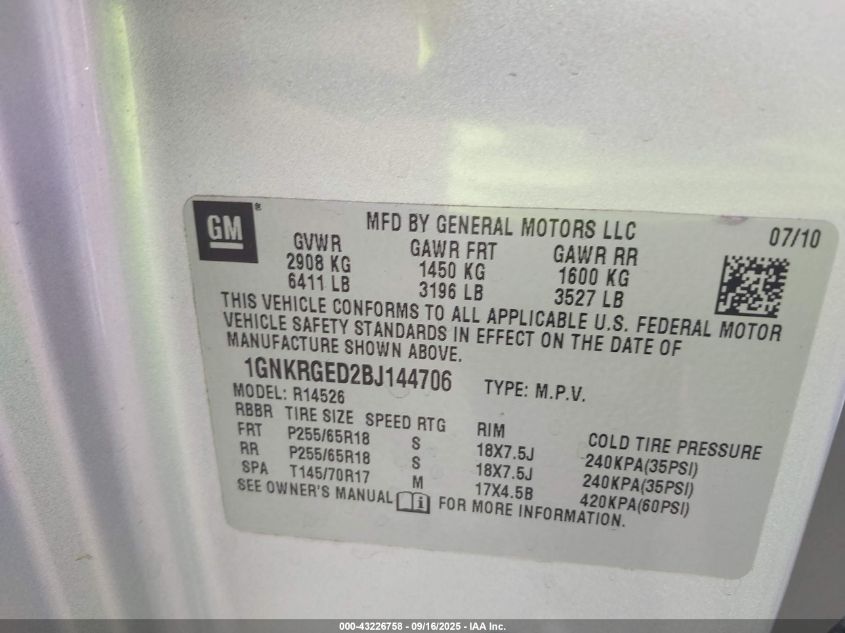 GM®
MFD BY GENERAL MOTORS LLC 07/10
GVWR GAWR FRT GAWR RR
2908 KG 1450 KG 1600 KG
6411 LB 3196 LB 3527 LB
THIS VEHICLE CONFORMS TO ALL APPLICABLE U.S. FEDERAL MOTOR
VEHICLE SAFETY STANDARDS IN EFFECT ON THE DATE OF
MANUFACTURE SHOWN ABOVE.
1GNKRGED2BJ144706 TYPE: M.P.V.
MODEL: R14526
RBBR TIRE SIZE SPEED RTG RIM COLD TIRE PRESSURE
FRT P255/65R18 S 18X7.5J 240KPA(35PSI)
RR P255/65R18 S 18X7.5J 240KPA(35PSI)
SPA T145/70R17 M 17X4.5B 420KPA(60PSI)
SEE OWNER'S MANUAL i FOR MORE INFORMATION.
000-43226758 - 09/16/2025 - IAA Inc.